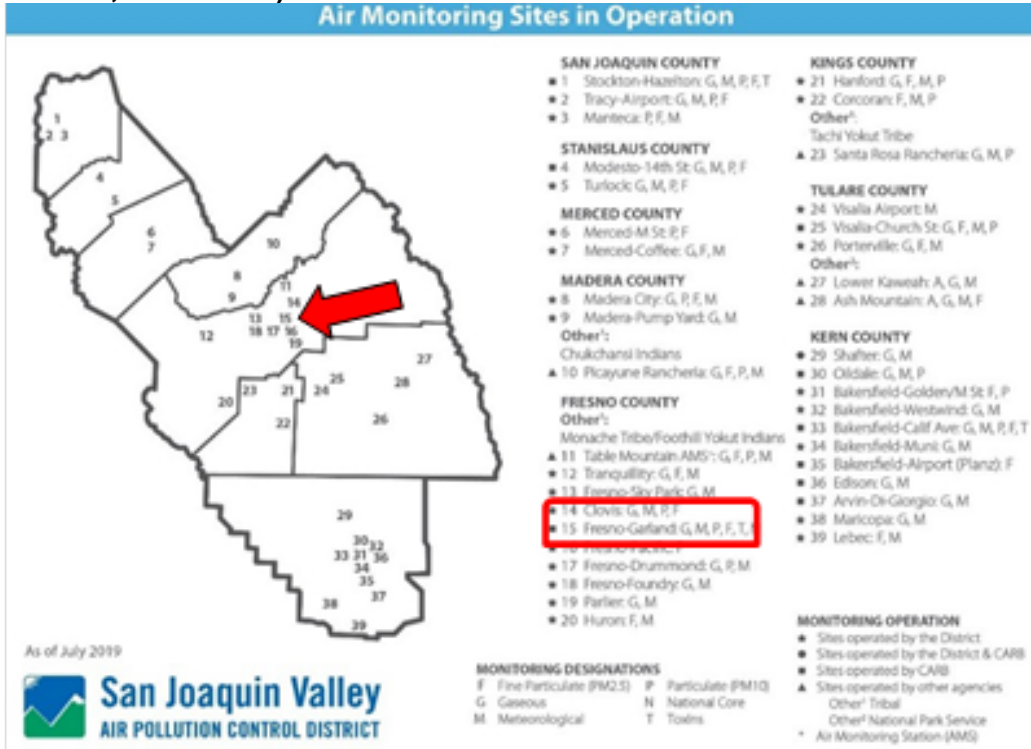 Air Monitoring Sites in Operation
1
2 3
4
5
6
7
8
9
10
11
12
13
14
15
16
17
18
19
20
21
22
23
24
25
26
27
28
29
30
31
32
33
34
35
36
37
38
39
As of July 2019
San Joaquin Valley
AIR POLLUTION CONTROL DISTRICT
SAN JOAQUIN COUNTY
■ 1 Stockton-Hazelton: G, M, P, F, T
★ 2 Tracy-Airport: G, M, P, F
★ 3 Manteca: P, F, M
STANISLAUS COUNTY
■ 4 Modesto-14th St: G, M, P, F
★ 5 Turlock: G, M, P, F
MERCED COUNTY
★ 6 Merced-M St: P, F
★ 7 Merced-Coffee: G, F, M
MADERA COUNTY
★ 8 Madera City: G, P, F, M
★ 9 Madera-Pump Yard: G, M
Other¹:
Chukchansi Indians
▲ 10 Picayune Rancheria: G, F, P, M
FRESNO COUNTY
Other¹:
Monache Tribe/Foothill Yokut Indians
▲ 11 Table Mountain AMS*: G, F, P, M
★ 12 Tranquillity: G, F, M
★ 13 Fresno-Sky Park: G, M
★ 14 Clovis: G, M, P, F
■ 15 Fresno-Garland: G, M, P, F, T,
★ 16 Fresno-Pacific: F
★ 17 Fresno-Drummond: G, P, M
★ 18 Fresno-Foundry: G, M
★ 19 Parlier: G, M
★ 20 Huron: F, M
KINGS COUNTY
★ 21 Hanford: G, F, M, P
★ 22 Corcoran: F, M, P
Other¹:
Tachi Yokut Tribe
▲ 23 Santa Rosa Rancheria: G, M, P
TULARE COUNTY
★ 24 Visalia Airport: M
■ 25 Visalia-Church St: G, F, M, P
★ 26 Porterville: G, F, M
Other²:
▲ 27 Lower Kaweah: A, G, M
▲ 28 Ash Mountain: A, G, M, F
KERN COUNTY
● 29 Shafter: G, M
■ 30 Oildale: G, M, P
★ 31 Bakersfield-Golden/M St: F, P
★ 32 Bakersfield-Westwind: G, M
■ 33 Bakersfield-Calif Ave: G, M, P, F, T
★ 34 Bakersfield-Muni: G, M
■ 35 Bakersfield-Airport (Planz): F
■ 36 Edison: G, M
■ 37 Arvin-Di-Giorgio: G, M
★ 38 Maricopa: G, M
★ 39 Lebec: F, M
MONITORING DESIGNATIONS
F Fine Particulate (PM2.5) P Particulate (PM10)
G Gaseous N National Core
M Meteorological T Toxins
MONITORING OPERATION
★ Sites operated by the District
● Sites operated by the District & CARB
■ Sites operated by CARB
▲ Sites operated by other agencies
Other¹ Tribal
Other² National Park Service
* Air Monitoring Station (AMS)